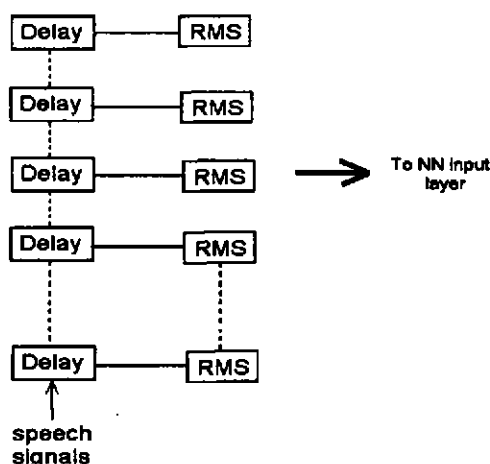 Delay RMS
Delay RMS
Delay RMS
To NN input
layer
Delay RMS
Delay RMS
speech
signals